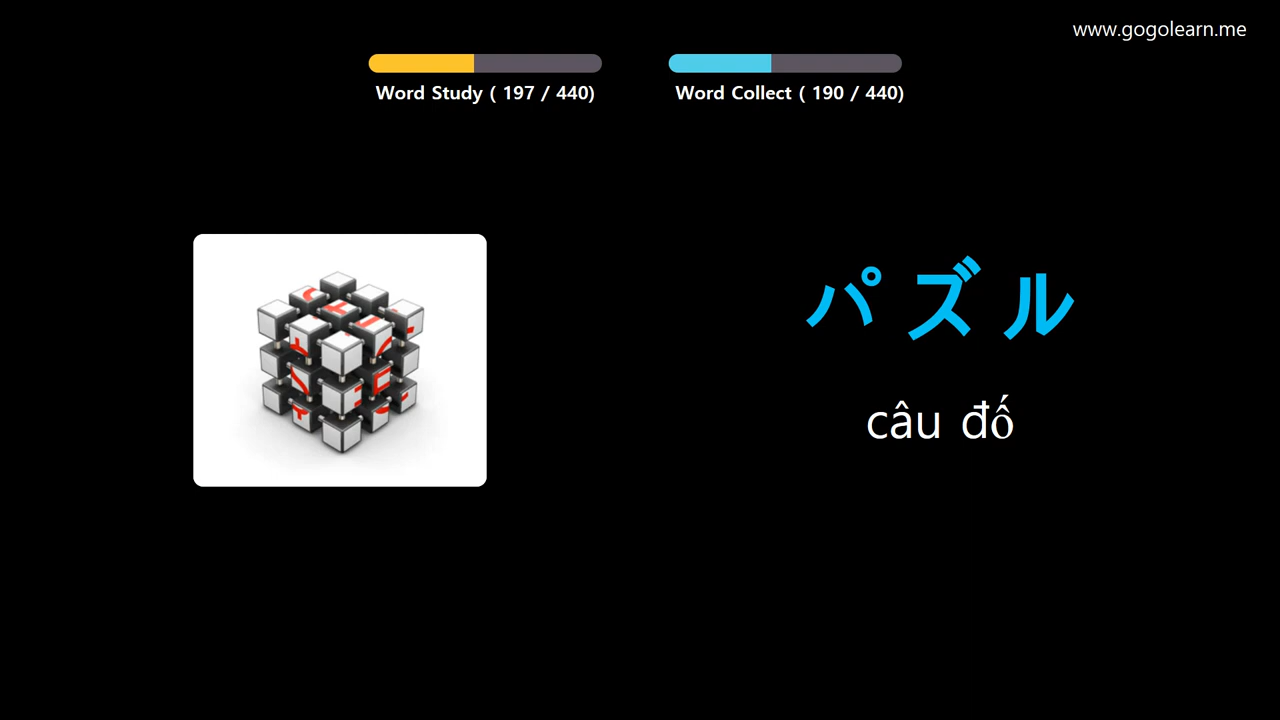 www.gogolearn.me
Word Study ( 197 / 440)
Word Collect ( 190 / 440)
パズル
câu đố